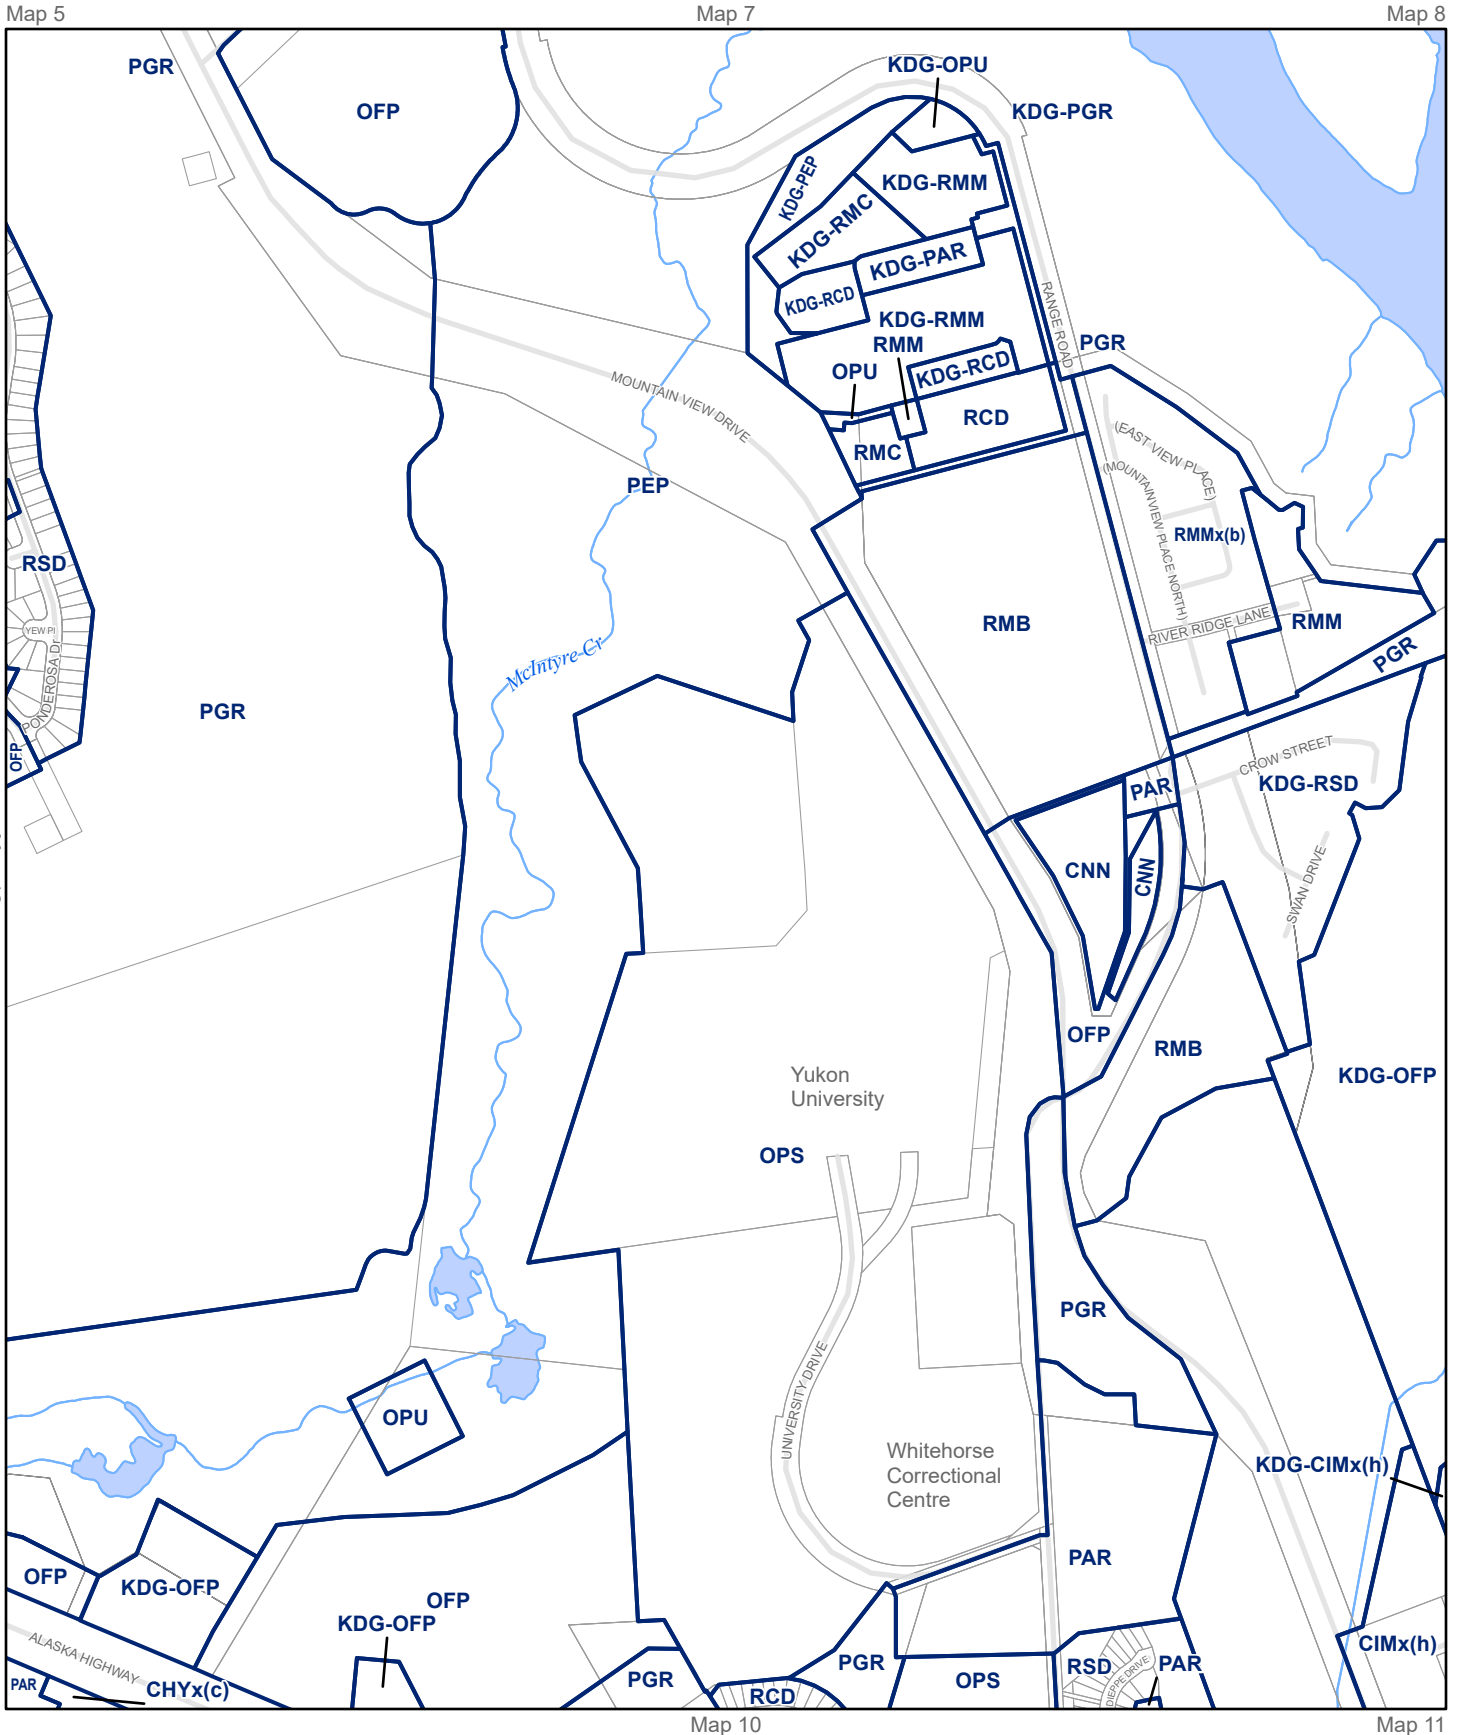 Map 5
Map 7
Map 8
PGR
OFP
KDG-OPU
KDG-PGR
KDG-PEP
KDG-RMM
KDG-RMC
KDG-PAR
KDG-RCD
KDG-RMM
RMM
OPU
KDG-RCD
RCD
RMC
RANGE ROAD
PGR
MOUNTAIN VIEW DRIVE
PEP
(EAST VIEW PLACE)
(MOUNTAINVIEW PLACE NORTH)
RMMx(b)
RSD
YEW Pl
PONDEROSA Dr
OFP
PGR
McIntyre Cr
RMB
RIVER RIDGE LANE
RMM
PGR
CROW STREET
KDG-RSD
PAR
CNN
CNN
SWAN DRIVE
OFP
RMB
KDG-OFP
Yukon
University
OPS
PGR
UNIVERSITY DRIVE
OPU
Whitehorse
Correctional
Centre
KDG-CIMx(h)
PAR
OFP
KDG-OFP
OFP
KDG-OFP
ALASKA HIGHWAY
PAR
CHYx(c)
PGR
RCD
PGR
OPS
RSD
DIEPPE DRIVE
PAR
CIMx(h)
Map 10
Map 11